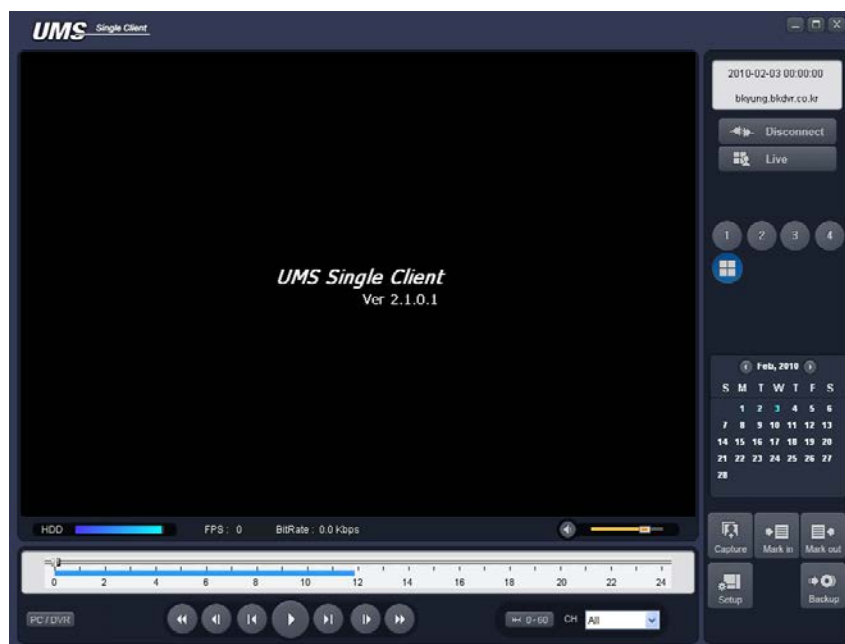 UMS Single Client
2010-02-03 00:00:00
bkyung.bkdvr.co.kr
Disconnect
Live
1 2 3 4
UMS Single Client
Ver 2.1.0.1
Feb, 2010
S M T W T F S
1 2 3 4 5 6
7 8 9 10 11 12 13
14 15 16 17 18 19 20
21 22 23 24 25 26 27
28
HDD FPS : 0 BitRate : 0.0 Kbps
Capture Mark in Mark out
0 2 4 6 8 10 12 14 16 18 20 22 24
Setup Backup
PC / DVR 0-60 CH All